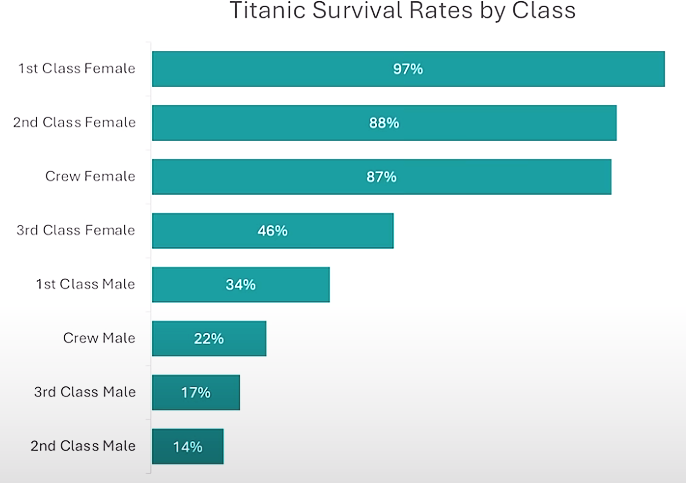 Titanic Survival Rates by Class
1st Class Female 97%
2nd Class Female 88%
Crew Female 87%
3rd Class Female 46%
1st Class Male 34%
Crew Male 22%
3rd Class Male 17%
2nd Class Male 14%